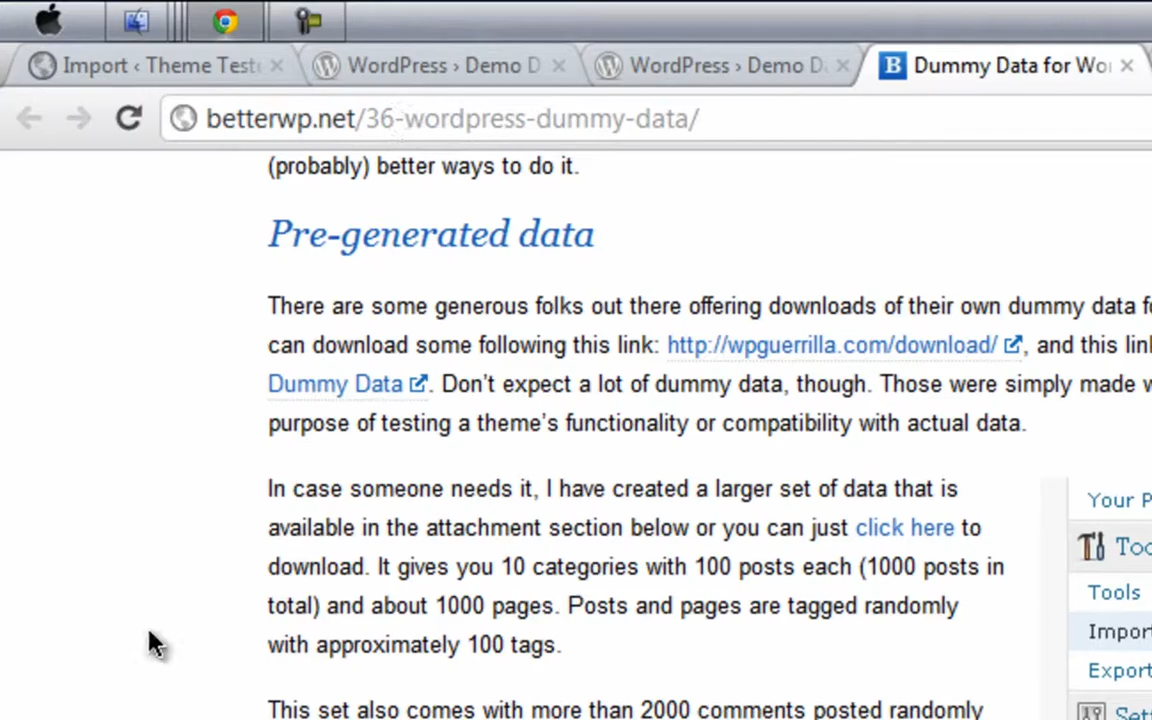 Import ‹ Theme Test
WordPress › Demo D
WordPress › Demo D
B Dummy Data for Wo
betterwp.net/36-wordpress-dummy-data/
(probably) better ways to do it.
Pre-generated data
There are some generous folks out there offering downloads of their own dummy data f
can download some following this link: http://wpguerrilla.com/download/, and this lin
Dummy Data. Don't expect a lot of dummy data, though. Those were simply made w
purpose of testing a theme's functionality or compatibility with actual data.
In case someone needs it, I have created a larger set of data that is
available in the attachment section below or you can just click here to
download. It gives you 10 categories with 100 posts each (1000 posts in
total) and about 1000 pages. Posts and pages are tagged randomly
with approximately 100 tags.
This set also comes with more than 2000 comments posted randomly
Your P
Too
Tools
Import
Export
Set